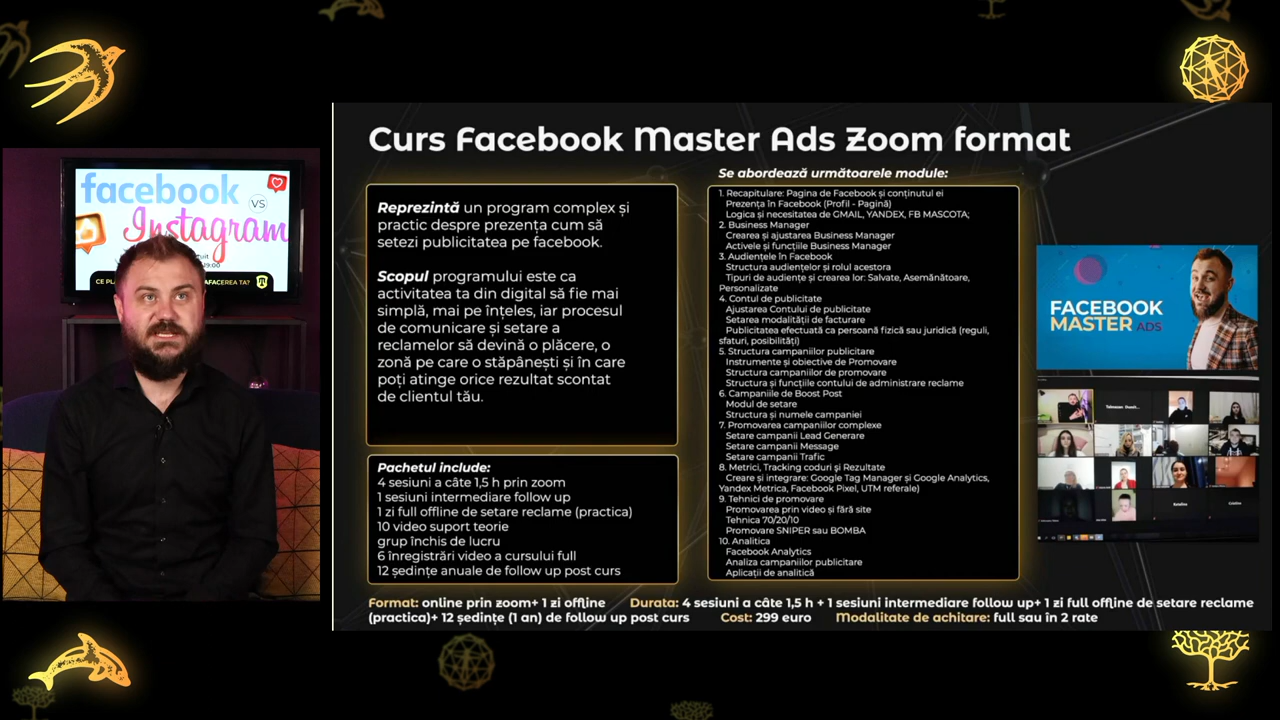 facebook
VS
Instagram
19:00
CE PL
AFACEREA TA?
Curs Facebook Master Ads Zoom format
Reprezintă un program complex și
practic despre prezența cum să
setezi publicitatea pe facebook.
Scopul programului este ca
activitatea ta din digital să fie mai
simplă, mai pe înțeles, iar procesul
de comunicare și setare a
reclamelor să devină o plăcere, o
zonă pe care o stăpânești și în care
poți atinge orice rezultat scontat
de clientul tău.
Pachetul include:
4 sesiuni a câte 1,5 h prin zoom
1 sesiuni intermediare follow up
1 zi full offline de setare reclame (practica)
10 video suport teorie
grup închis de lucru
6 înregistrări video a cursului full
12 ședințe anuale de follow up post curs
Se abordează următoarele module:
1. Recapitulare: Pagina de Facebook și conținutul ei
Prezența în Facebook (Profil - Pagină)
Logica și necesitatea de GMAIL, YANDEX, FB MASCOTA;
2. Business Manager
Crearea și ajustarea Business Manager
Activele și funcțiile Business Manager
3. Audiențele în Facebook
Structura audiențelor și rolul acestora
Tipuri de audiențe și crearea lor: Salvate, Asemănătoare,
Personalizate
4. Contul de publicitate
Ajustarea Contului de publicitate
Setarea modalității de facturare
Publicitatea efectuată ca persoană fizică sau juridică (reguli,
sfaturi, posibilități)
5. Structura campaniilor publicitare
Instrumente și obiective de Promovare
Structura campaniilor de promovare
Structura și funcțiile contului de administrare reclame
6. Campaniile de Boost Post
Modul de setare
Structura și numele campaniei
7. Promovarea campaniilor complexe
Setare campanii Lead Generare
Setare campanii Message
Setare campanii Trafic
8. Metrici, Tracking coduri și Rezultate
Creare și integrare: Google Tag Manager și Google Analytics,
Yandex Metrica, Facebook Pixel, UTM referale)
9. Tehnici de promovare
Promovarea prin video și fără site
Tehnica 70/20/10
Promovare SNIPER sau BOMBA
10. Analitica
Facebook Analytics
Analiza campaniilor publicitare
Aplicații de analitică
FACEBOOK
MASTER ADS
Format: online prin zoom+ 1 zi offline Durata: 4 sesiuni a câte 1,5 h + 1 sesiuni intermediare follow up+ 1 zi full offline de setare reclame
(practica)+ 12 ședințe (1 an) de follow up post curs Cost: 299 euro Modalitate de achitare: full sau în 2 rate